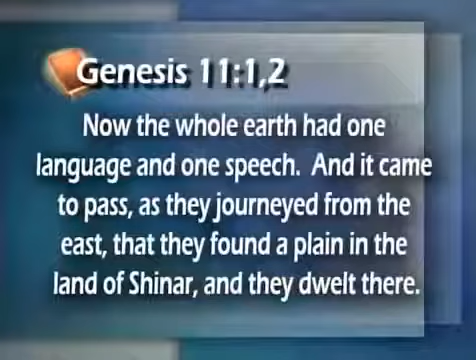 Genesis 11:1,2
Now the whole earth had one
language and one speech. And it came
to pass, as they journeyed from the
east, that they found a plain in the
land of Shinar, and they dwelt there.